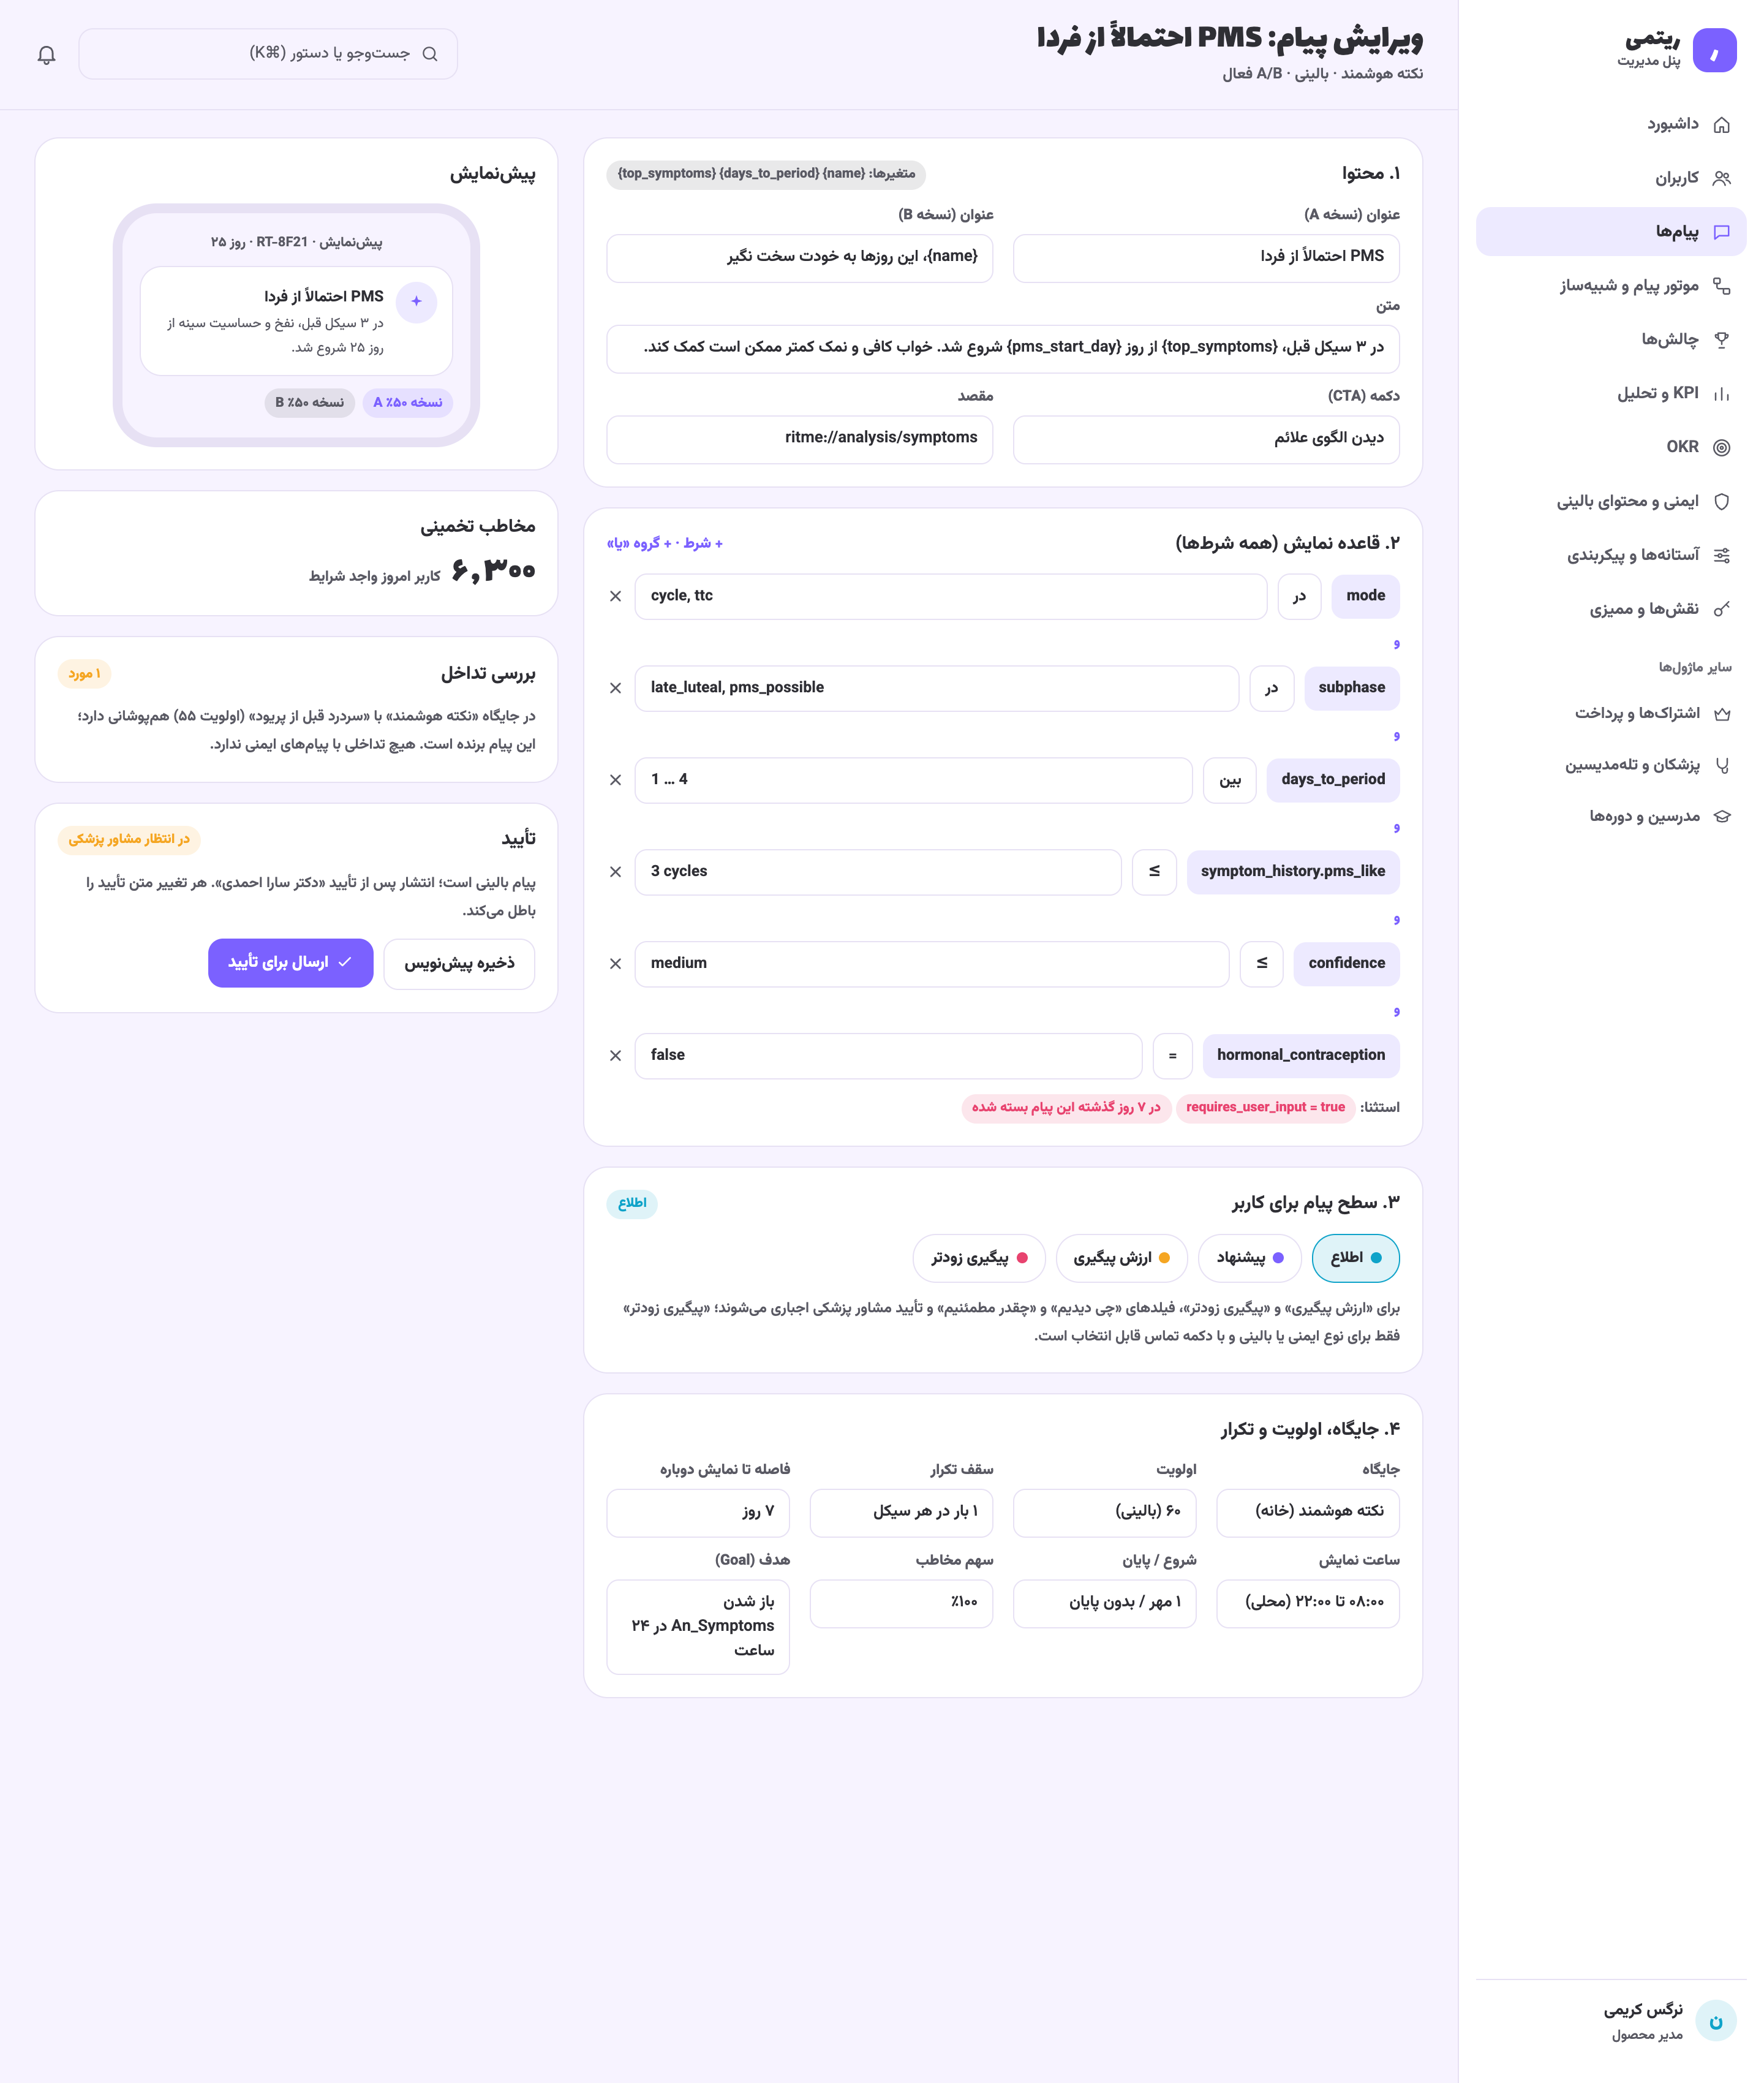 ریتمی
پنل مدیریت
داشبورد
کاربران
پیام‌ها
موتور پیام و شبیه‌ساز
چالش‌ها
KPI و تحلیل
OKR
ایمنی و محتوای بالینی
آستانه‌ها و پیکربندی
نقش‌ها و ممیزی
سایر ماژول‌ها
اشتراک‌ها و پرداخت
پزشکان و تله‌مدیسین
مدرسین و دوره‌ها
نرگس کریمی
مدیر محصول
ن
ویرایش پیام: PMS احتمالاً از فردا
نکته هوشمند · بالینی · A/B فعال
جست‌وجو یا دستور (⌘K)
۱. محتوا
متغیرها: {name} {days_to_period} {top_symptoms}
عنوان (نسخه A)
عنوان (نسخه B)
PMS احتمالاً از فردا
{name}، این روزها به خودت سخت نگیر
متن
در ۳ سیکل قبل، {top_symptoms} از روز {pms_start_day} شروع شد. خواب کافی و نمک کمتر ممکن است کمک کند.
دکمه (CTA)
مقصد
دیدن الگوی علائم
ritme://analysis/symptoms
۲. قاعده نمایش (همه شرط‌ها)
+ شرط · + گروه «یا»
mode در cycle, ttc
و
subphase در late_luteal, pms_possible
و
days_to_period بین 1 … 4
و
symptom_history.pms_like ≥ 3 cycles
و
confidence ≥ medium
و
hormonal_contraception = false
استثنا: requires_user_input = true در ۷ روز گذشته این پیام بسته شده
۳. سطح پیام برای کاربر
اطلاع
اطلاع
پیشنهاد
ارزش پیگیری
پیگیری زودتر
برای «ارزش پیگیری» و «پیگیری زودتر»، فیلدهای «چی دیدیم» و «چقدر مطمئنیم» و تأیید مشاور پزشکی اجباری می‌شوند؛ «پیگیری زودتر»
فقط برای نوع ایمنی یا بالینی و با دکمه تماس قابل انتخاب است.
۴. جایگاه، اولویت و تکرار
جایگاه
اولویت
سقف تکرار
فاصله تا نمایش دوباره
نکته هوشمند (خانه)
۶۰ (بالینی)
۱ بار در هر سیکل
۷ روز
ساعت نمایش
شروع / پایان
سهم مخاطب
هدف (Goal)
۰۸:۰۰ تا ۲۲:۰۰ (محلی)
۱ مهر / بدون پایان
۱۰۰٪
باز شدن
An_Symptoms در ۲۴
ساعت
پیش‌نمایش
پیش‌نمایش · RT-8F21 · روز ۲۵
PMS احتمالاً از فردا
در ۳ سیکل قبل، نفخ و حساسیت سینه از
روز ۲۵ شروع شد.
نسخه A ٪۵۰
نسخه B ٪۵۰
مخاطب تخمینی
۶,۳۰۰ کاربر امروز واجد شرایط
بررسی تداخل
۱ مورد
در جایگاه «نکته هوشمند» با «سردرد قبل از پریود» (اولویت ۵۵) هم‌پوشانی دارد؛
این پیام برنده است. هیچ تداخلی با پیام‌های ایمنی ندارد.
تأیید
در انتظار مشاور پزشکی
پیام بالینی است؛ انتشار پس از تأیید «دکتر سارا احمدی». هر تغییر متن تأیید را
باطل می‌کند.
ذخیره پیش‌نویس
ارسال برای تأیید